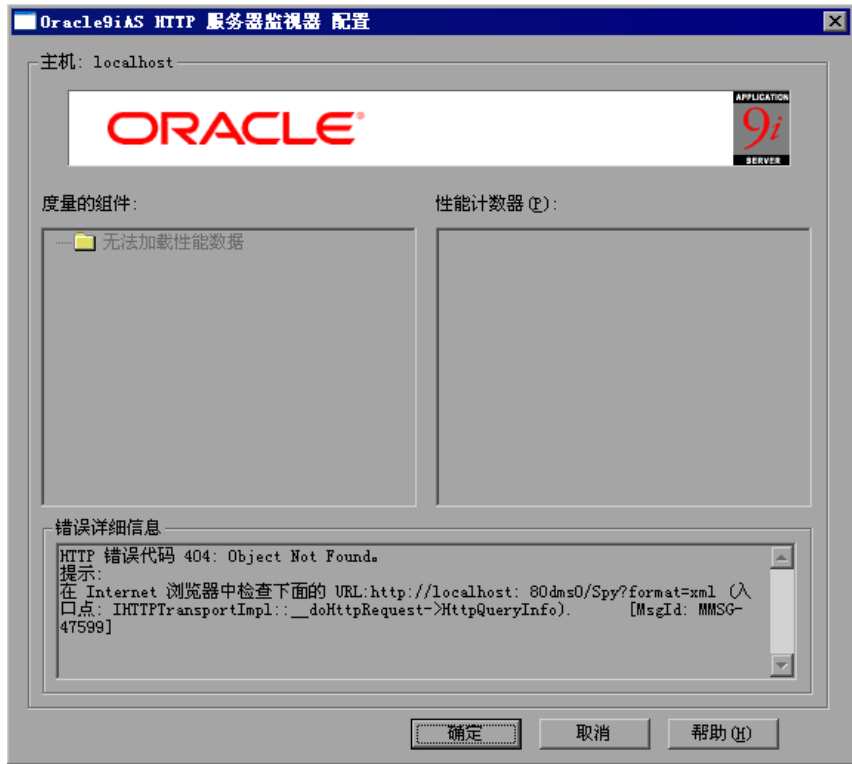 Oracle9iAS HTTP 服务器监视器 配置
主机: localhost
ORACLE
APPLICATION
9i
SERVER
度量的组件:
性能计数器(P):
无法加载性能数据
错误详细信息
HTTP 错误代码 404: Object Not Found。
提示:
在 Internet 浏览器中检查下面的 URL:http://localhost: 80dms0/Spy?format=xml (入
口点: IHTTPTransportImpl::__doHttpRequest->HttpQueryInfo). [MsgId: MMSG-
47599]
确定
取消
帮助(H)